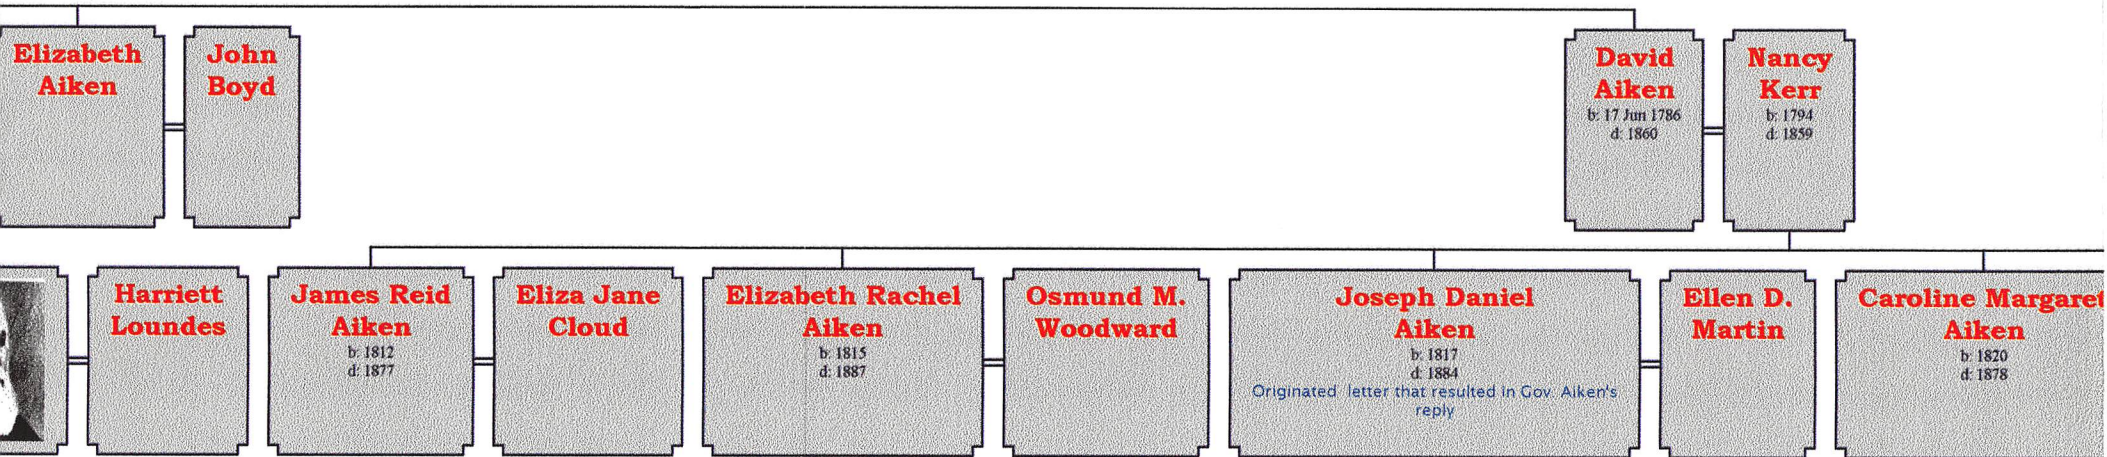 Elizabeth
Aiken
John
Boyd
David
Aiken
b: 17 Jun 1786
d: 1860
Nancy
Kerr
b: 1794
d: 1859
Harriett
Loundes
James Reid
Aiken
b: 1812
d: 1877
Eliza Jane
Cloud
Elizabeth Rachel
Aiken
b: 1815
d: 1887
Osmund M.
Woodward
Joseph Daniel
Aiken
b: 1817
d: 1884
Originated letter that resulted in Gov. Aiken's
reply
Ellen D.
Martin
Caroline Margaret
Aiken
b: 1820
d: 1878